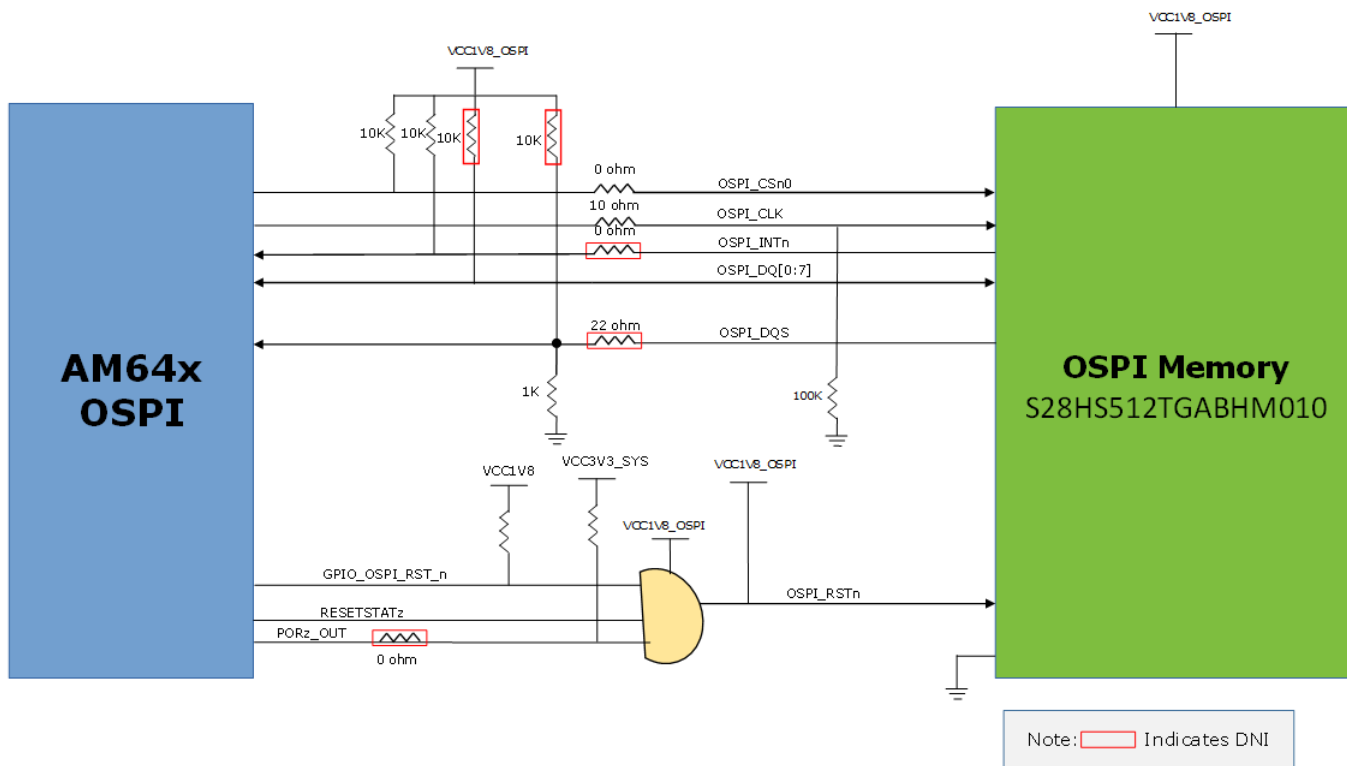 VCC1V8_OSPI
VCC1V8_OSPI
10K
10K
10K
10K
0 ohm
OSPI_CSn0
10 ohm
OSPI_CLK
0 ohm
OSPI_INTn
OSPI_DQ[0:7]
22 ohm
OSPI_DQS
AM64x
OSPI
OSPI Memory
S28HS512TGABHM010
1K
100K
VCC1V8
VCC3V3_SYS
VCC1V8_OSPI
VCC1V8_OSPI
GPIO_OSPI_RST_n
OSPI_RSTn
RESETSTATz
PORz_OUT
0 ohm
Note: Indicates DNI